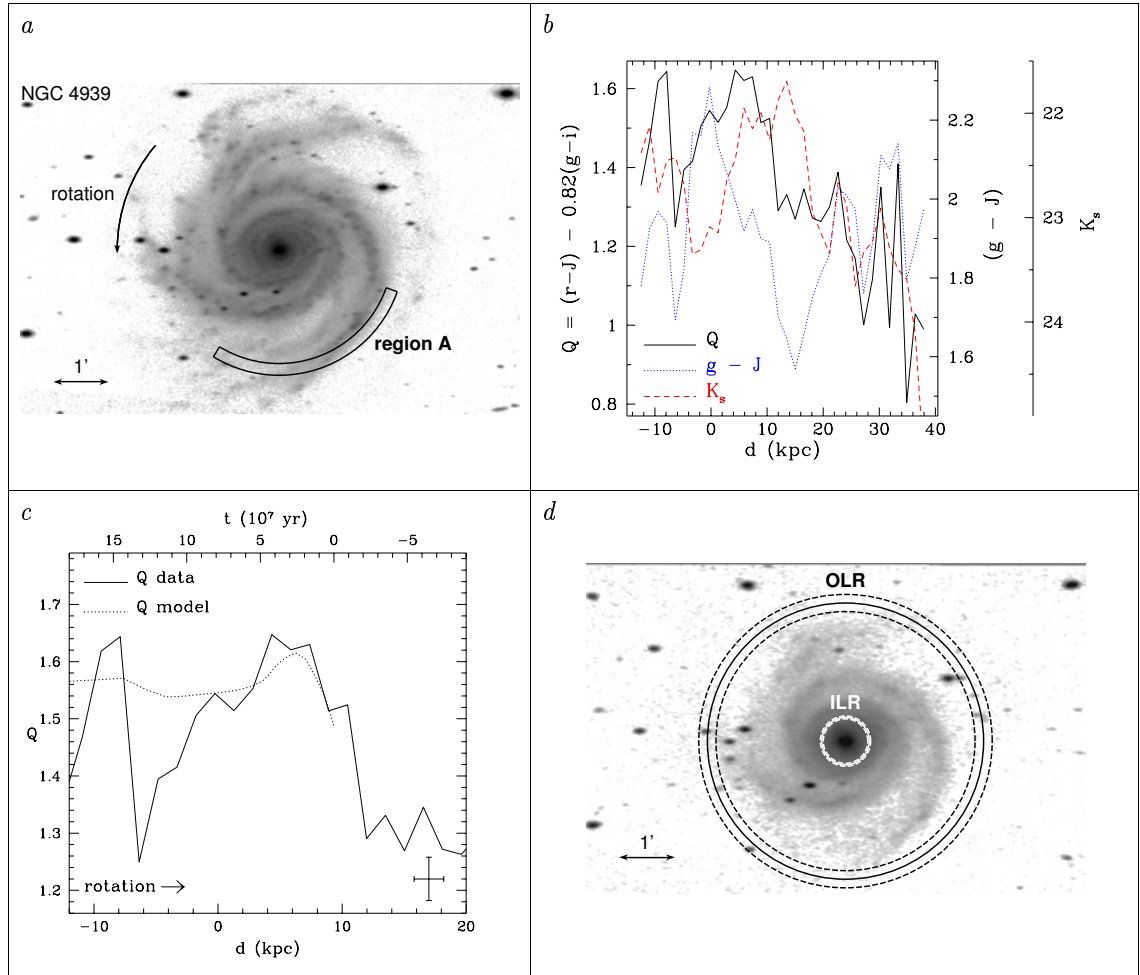 a
NGC 4939
rotation
region A
1'
b
1.6
1.4
1.2
1
0.8
Q = (r-J) - 0.82(g-i)
2.2
2
1.8
1.6
(g - J)
22
23
24
Ks
Q
g - J
Ks
-10 0 10 20 30 40
d (kpc)
c
t (10⁷ yr)
15 10 5 0 -5
Q data
Q model
1.7
1.6
1.5
1.4
1.3
1.2
Q
rotation →
-10 0 10 20
d (kpc)
d
OLR
ILR
1'